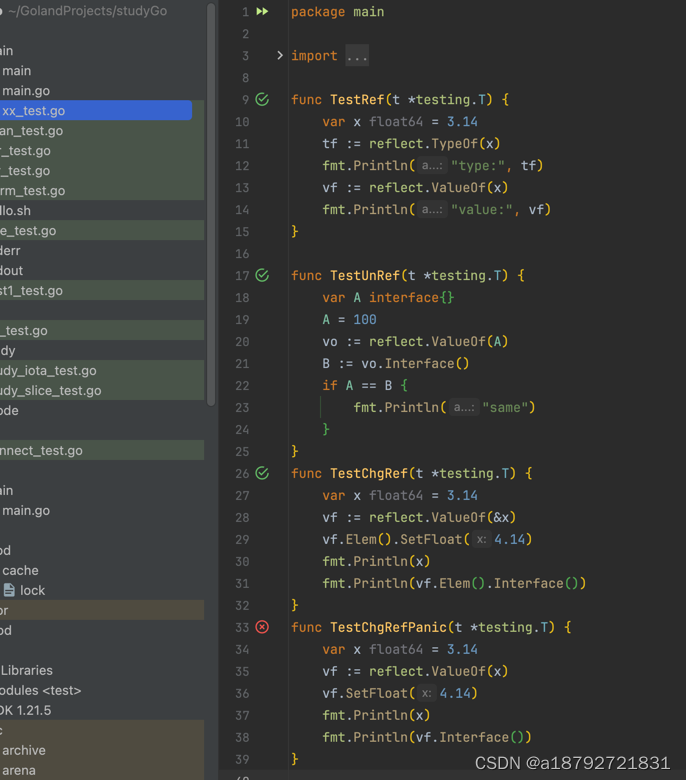 ~/GolandProjects/studyGo
main
main.go
xx_test.go
an_test.go
_test.go
_test.go
rm_test.go
llo.sh
e_test.go
derr
dout
st1_test.go
_test.go
dy
udy_iota_test.go
udy_slice_test.go
ode
nnect_test.go
ain
main.go
od
cache
lock
or
od
Libraries
odules <test>
DK 1.21.5
c
archive
arena
1 package main
2
3 import ...
8
9 func TestRef(t *testing.T) {
10 var x float64 = 3.14
11 tf := reflect.TypeOf(x)
12 fmt.Println( a...: "type:", tf)
13 vf := reflect.ValueOf(x)
14 fmt.Println( a...: "value:", vf)
15 }
16
17 func TestUnRef(t *testing.T) {
18 var A interface{}
19 A = 100
20 vo := reflect.ValueOf(A)
21 B := vo.Interface()
22 if A == B {
23 fmt.Println( a...: "same")
24 }
25 }
26 func TestChgRef(t *testing.T) {
27 var x float64 = 3.14
28 vf := reflect.ValueOf(&x)
29 vf.Elem().SetFloat( x: 4.14)
30 fmt.Println(x)
31 fmt.Println(vf.Elem().Interface())
32 }
33 func TestChgRefPanic(t *testing.T) {
34 var x float64 = 3.14
35 vf := reflect.ValueOf(x)
36 vf.SetFloat( x: 4.14)
37 fmt.Println(x)
38 fmt.Println(vf.Interface())
39 }
CSDN @a18792721831